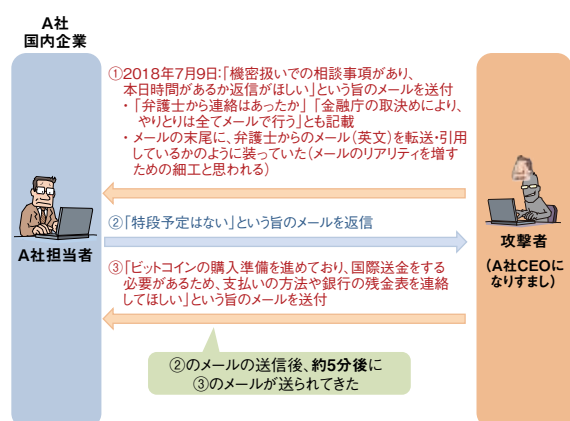 A社
国内企業
①2018年7月9日:「機密扱いでの相談事項があり、
本日時間があるか返信がほしい」という旨のメールを送付
・「弁護士から連絡はあったか」「金融庁の取決めにより、
やりとりは全てメールで行う」とも記載
・メールの末尾に、弁護士からのメール(英文)を転送・引用
しているかのように装っていた(メールのリアリティを増す
ための細工と思われる)
②「特段予定はない」という旨のメールを返信
A社担当者
攻撃者
(A社CEOに
なりすまし)
③「ビットコインの購入準備を進めており、国際送金をする
必要があるため、支払いの方法や銀行の残金表を連絡
してほしい」という旨のメールを送付
②のメールの送信後、約5分後に
③のメールが送られてきた